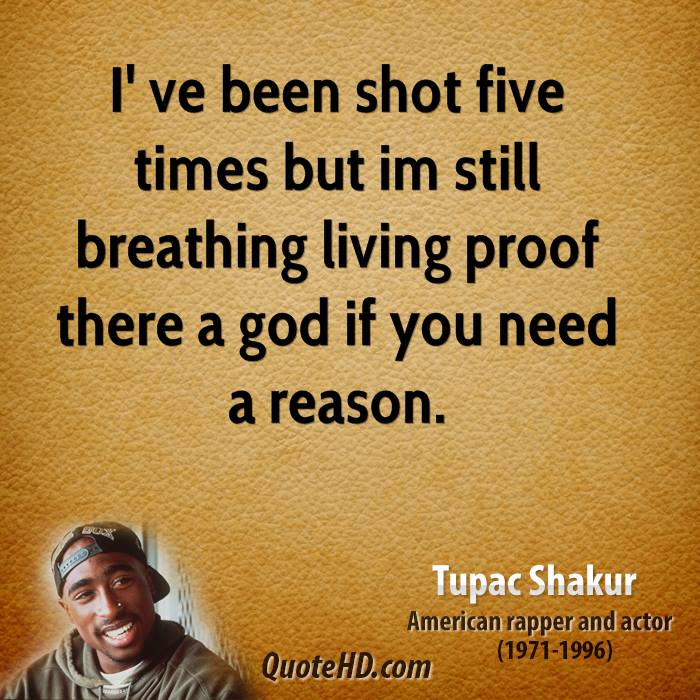 I' ve been shot five
times but im still
breathing living proof
there a god if you need
a reason.
Tupac Shakur
American rapper and actor
(1971-1996)
QuoteHD.com